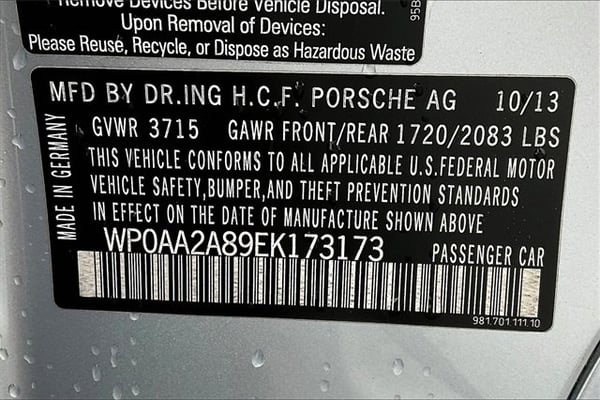 Remove Devices Before Vehicle Disposal.
Upon Removal of Devices:
Please Reuse, Recycle, or Dispose as Hazardous Waste
95B
MFD BY DR.ING H.C.F. PORSCHE AG 10/13
GVWR 3715 GAWR FRONT/REAR 1720/2083 LBS
THIS VEHICLE CONFORMS TO ALL APPLICABLE U.S.FEDERAL MOTOR
VEHICLE SAFETY,BUMPER,AND THEFT PREVENTION STANDARDS
IN EFFECT ON THE DATE OF MANUFACTURE SHOWN ABOVE
WP0AA2A89EK173173 PASSENGER CAR
981.701.111.10
MADE IN GERMANY